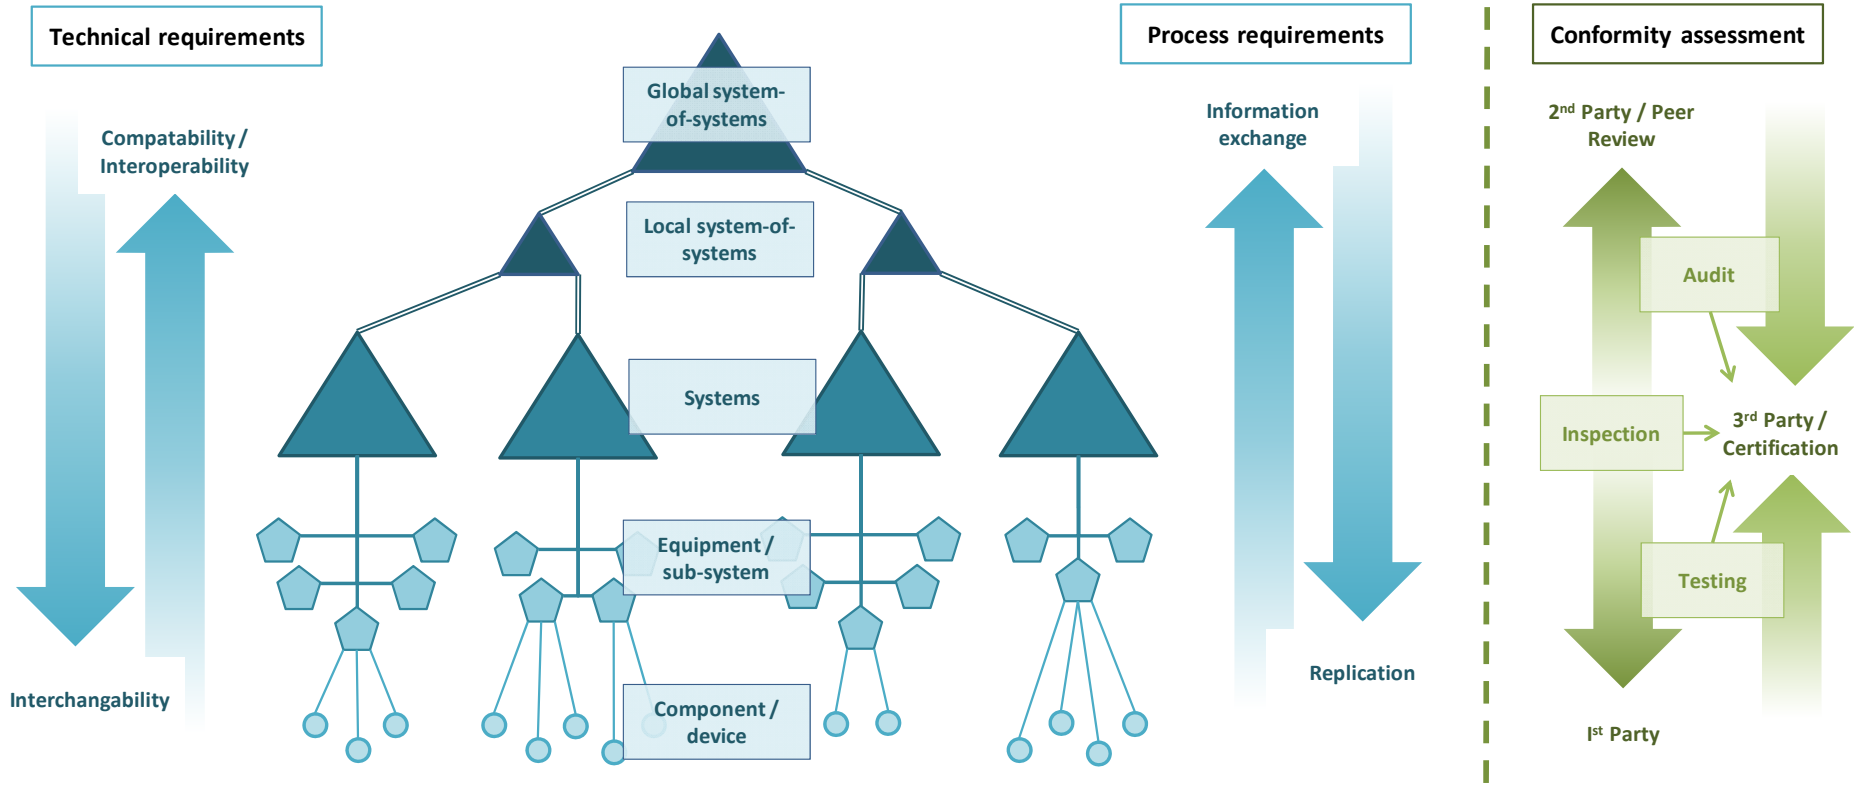 Technical requirements
Process requirements
Conformity assessment
Compatability /
Interoperability
Interchangability
Global system-
of-systems
Local system-of-
systems
Systems
Equipment /
sub-system
Component /
device
Information
exchange
Replication
2nd Party / Peer
Review
Audit
Inspection
3rd Party /
Certification
Testing
Ist Party